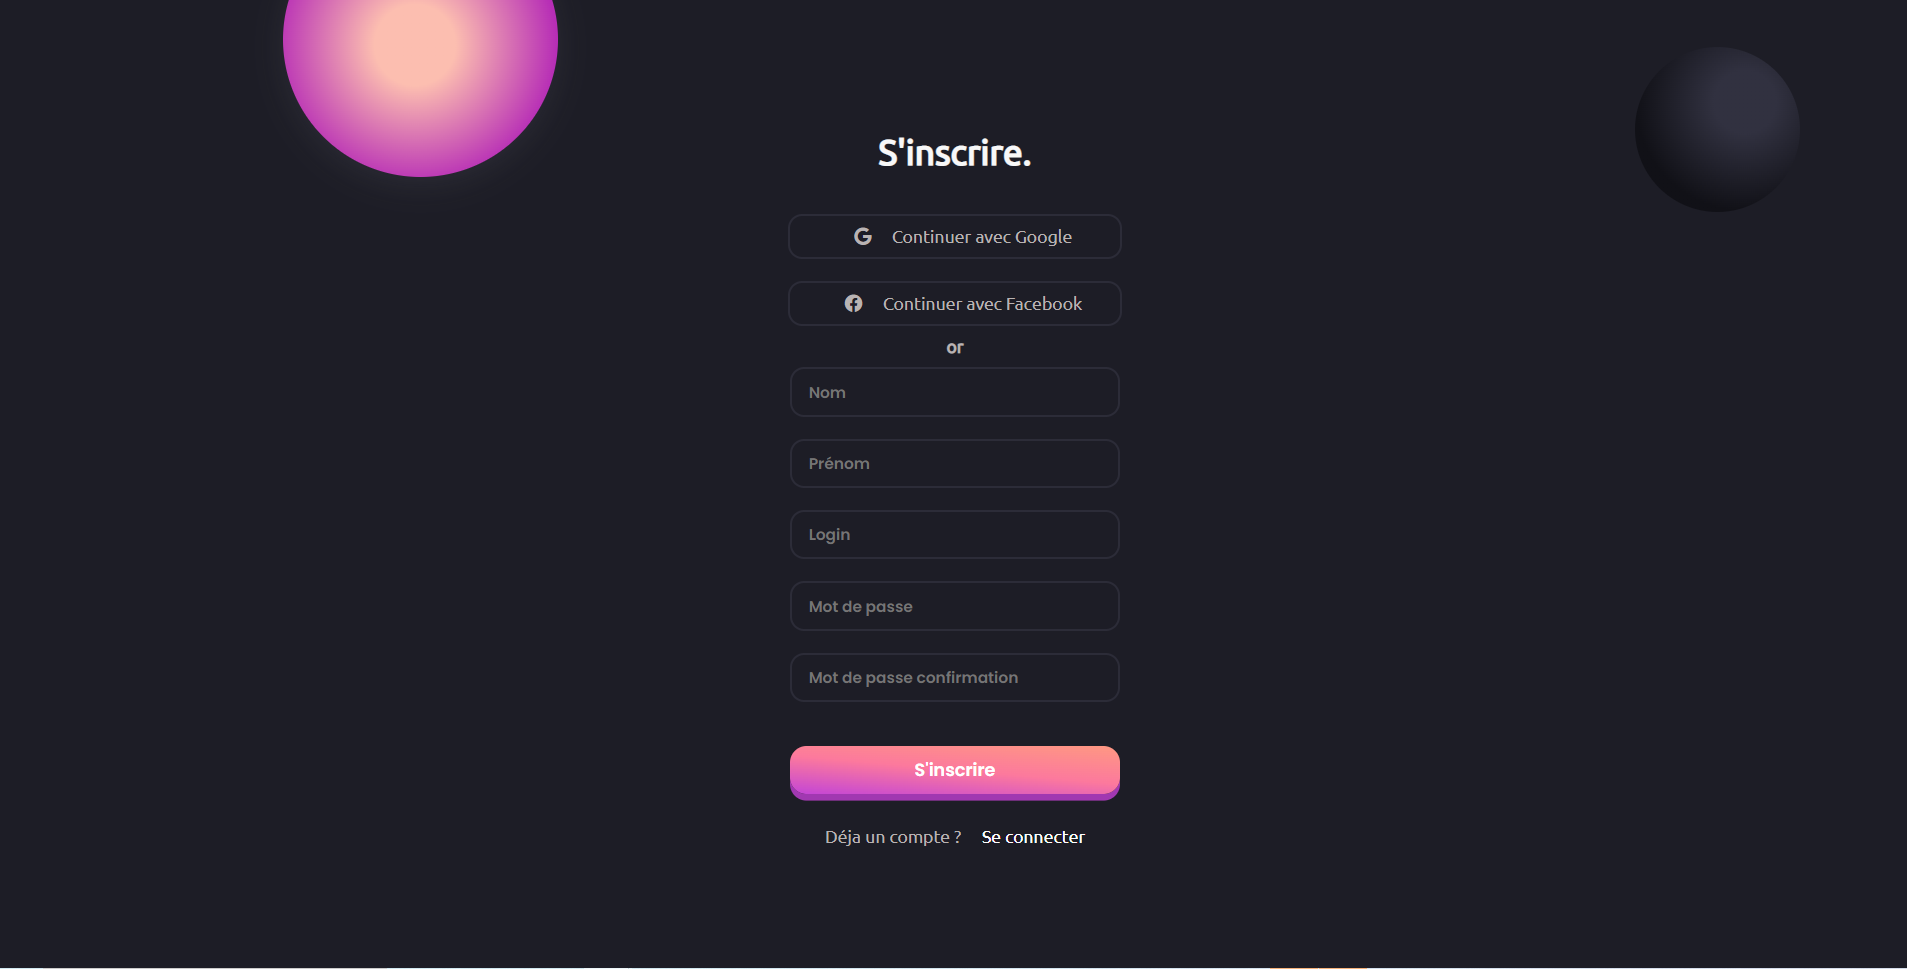 S'inscrire.
Continuer avec Google
Continuer avec Facebook
or
Nom
Prénom
Login
Mot de passe
Mot de passe confirmation
S'inscrire
Déja un compte ? Se connecter